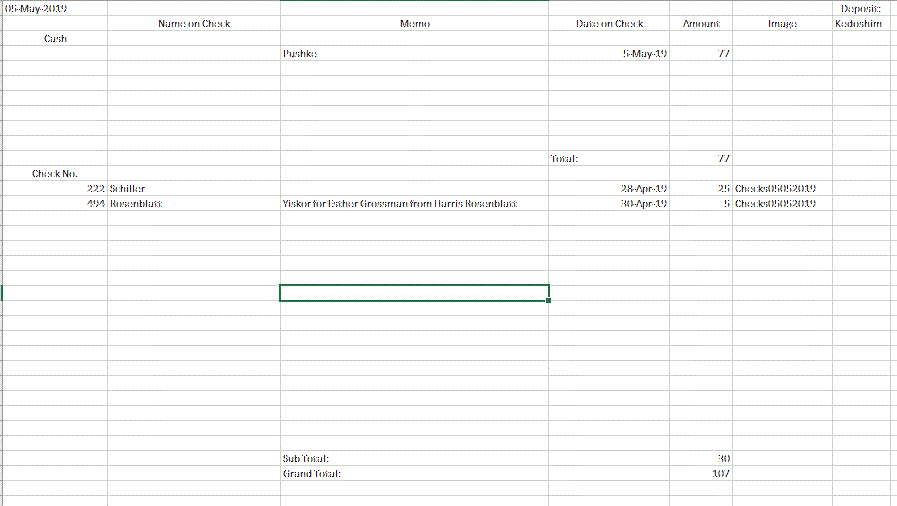 05-May-2019 Deposit:
Name on Check Memo Date on Check Amount Image Kedoshim
Cash
Pushke 5-May-19 77
Total: 77
Check No.
222 Schiffer 28-Apr-19 25 Checks05052019
494 Rosenblatt Yiskor for Esther Grossman from Harris Rosenblatt 30-Apr-19 5 Checks05052019
Sub Total: 30
Grand Total: 107